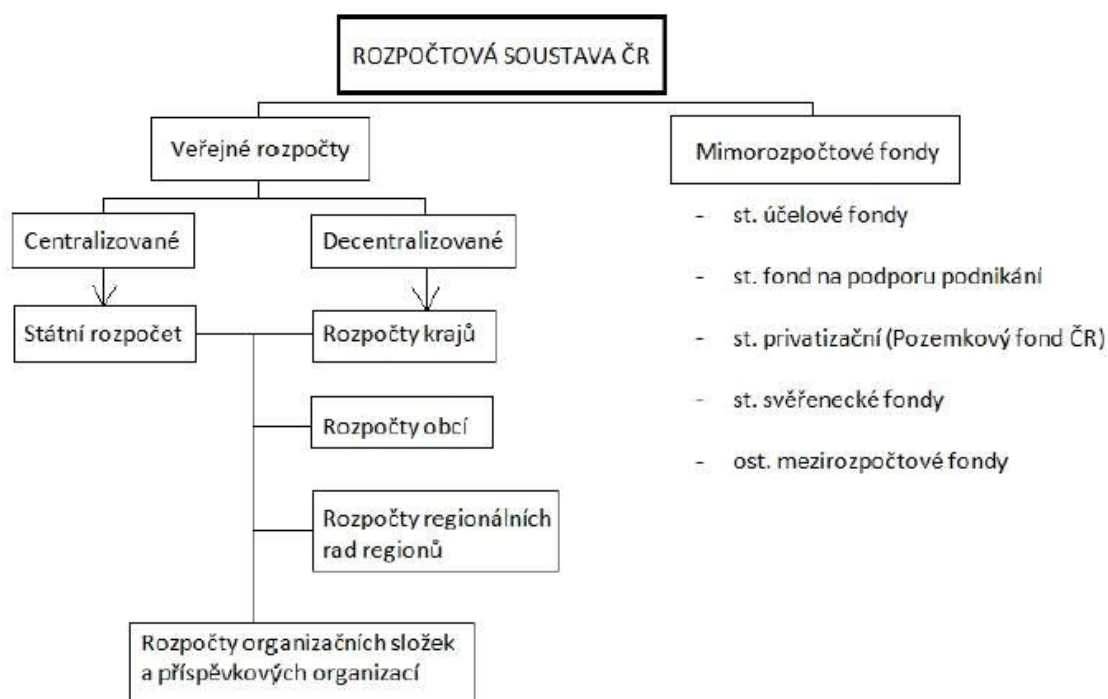 ROZPOČTOVÁ SOUSTAVA ČR
Veřejné rozpočty
Mimorozpočtové fondy
Centralizované
Decentralizované
Státní rozpočet
Rozpočty krajů
Rozpočty obcí
Rozpočty regionálních
rad regionů
Rozpočty organizačních složek
a příspěvkových organizací
- st. účelové fondy
- st. fond na podporu podnikání
- st. privatizační (Pozemkový fond ČR)
- st. svěřenecké fondy
- ost. mezirozpočtové fondy